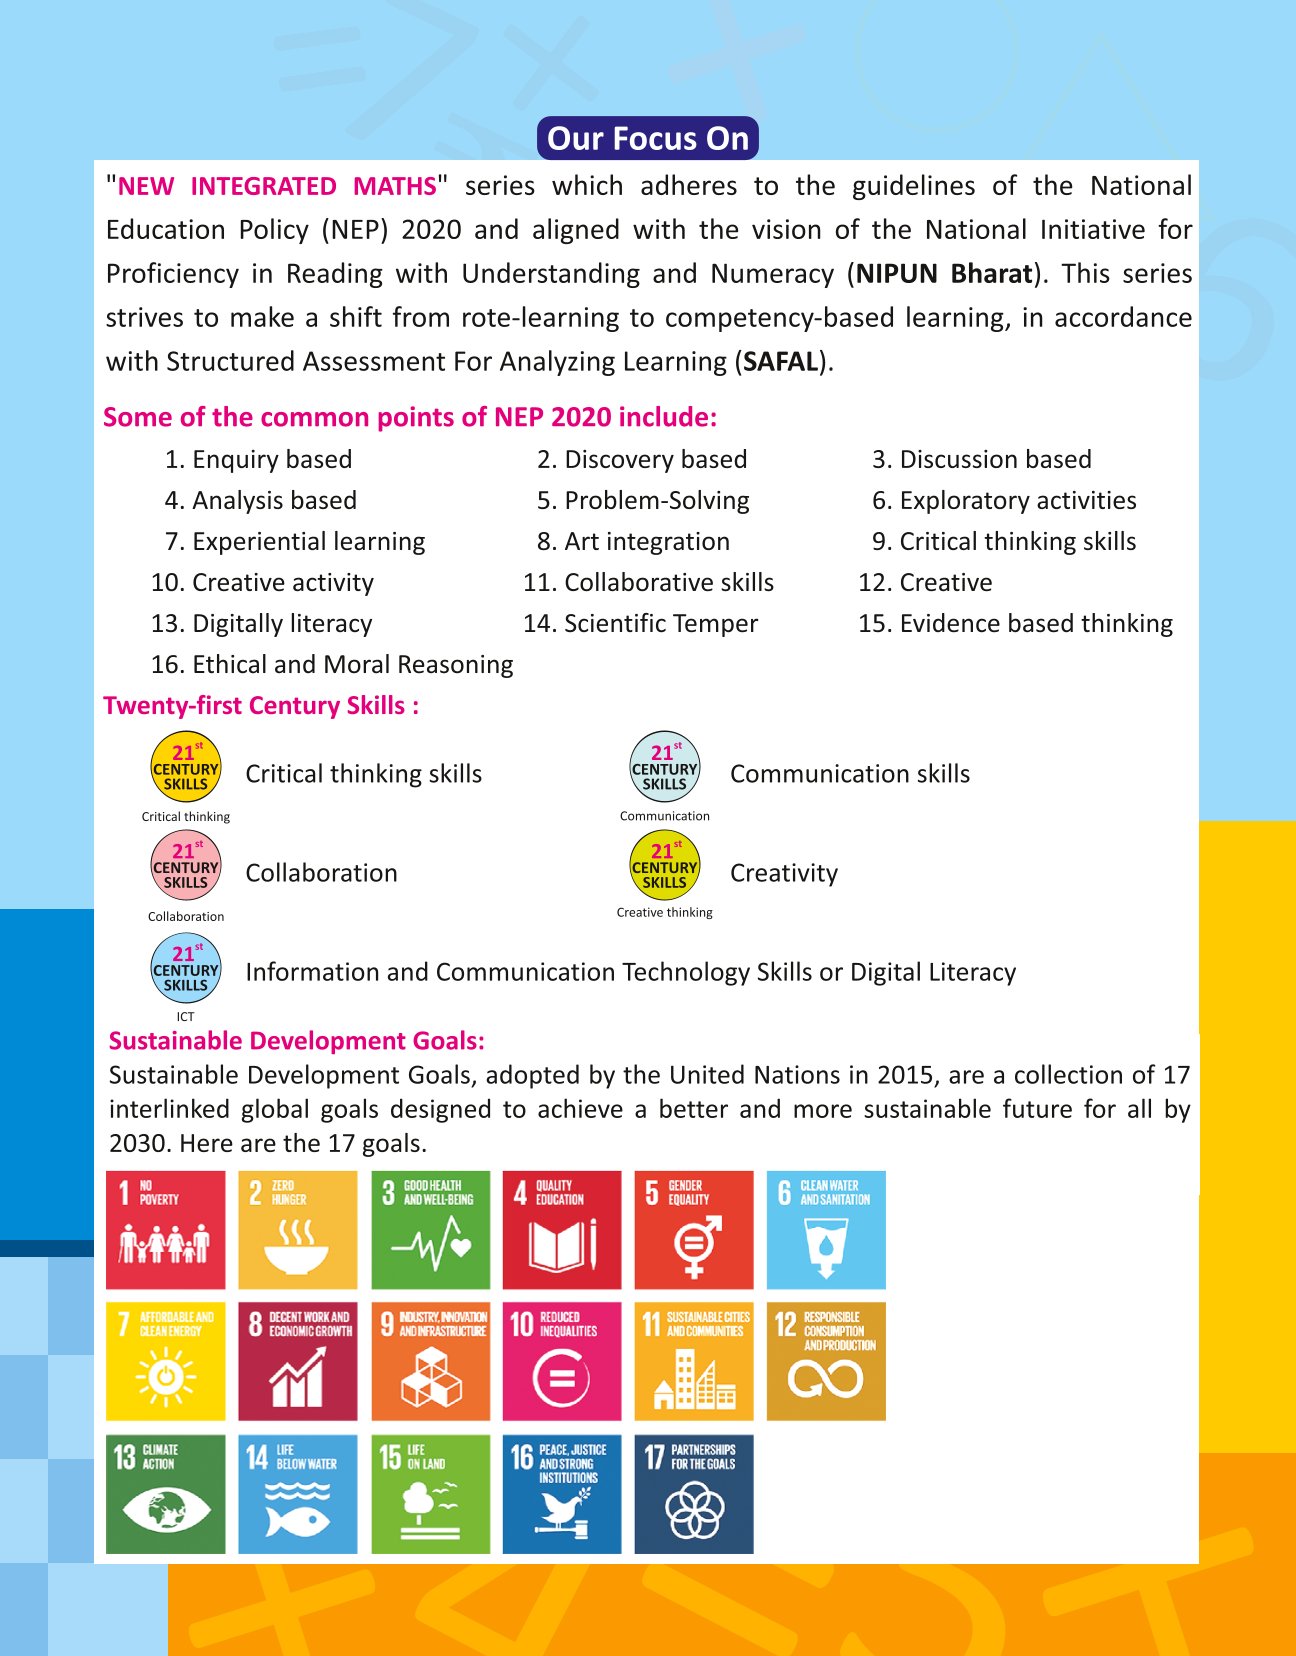 Our Focus On
"NEW INTEGRATED MATHS" series which adheres to the guidelines of the National
Education Policy (NEP) 2020 and aligned with the vision of the National Initiative for
Proficiency in Reading with Understanding and Numeracy (NIPUN Bharat). This series
strives to make a shift from rote-learning to competency-based learning, in accordance
with Structured Assessment For Analyzing Learning (SAFAL).
Some of the common points of NEP 2020 include:
1. Enquiry based 2. Discovery based 3. Discussion based
4. Analysis based 5. Problem-Solving 6. Exploratory activities
7. Experiential learning 8. Art integration 9. Critical thinking skills
10. Creative activity 11. Collaborative skills 12. Creative
13. Digitally literacy 14. Scientific Temper 15. Evidence based thinking
16. Ethical and Moral Reasoning
Twenty-first Century Skills :
21st
CENTURY
SKILLS
Critical thinking
Critical thinking skills
21st
CENTURY
SKILLS
Communication
Communication skills
21st
CENTURY
SKILLS
Collaboration
Collaboration
21st
CENTURY
SKILLS
Creative thinking
Creativity
21st
CENTURY
SKILLS
ICT
Information and Communication Technology Skills or Digital Literacy
Sustainable Development Goals:
Sustainable Development Goals, adopted by the United Nations in 2015, are a collection of 17
interlinked global goals designed to achieve a better and more sustainable future for all by
2030. Here are the 17 goals.
1 NO
POVERTY
2 ZERO
HUNGER
3 GOOD HEALTH
AND WELL-BEING
4 QUALITY
EDUCATION
5 GENDER
EQUALITY
6 CLEAN WATER
AND SANITATION
7 AFFORDABLE AND
CLEAN ENERGY
8 DECENT WORK AND
ECONOMIC GROWTH
9 INDUSTRY, INNOVATION
AND INFRASTRUCTURE
10 REDUCED
INEQUALITIES
11 SUSTAINABLE CITIES
AND COMMUNITIES
12 RESPONSIBLE
CONSUMPTION
AND PRODUCTION
13 CLIMATE
ACTION
14 LIFE
BELOW WATER
15 LIFE
ON LAND
16 PEACE, JUSTICE
AND STRONG
INSTITUTIONS
17 PARTNERSHIPS
FOR THE GOALS